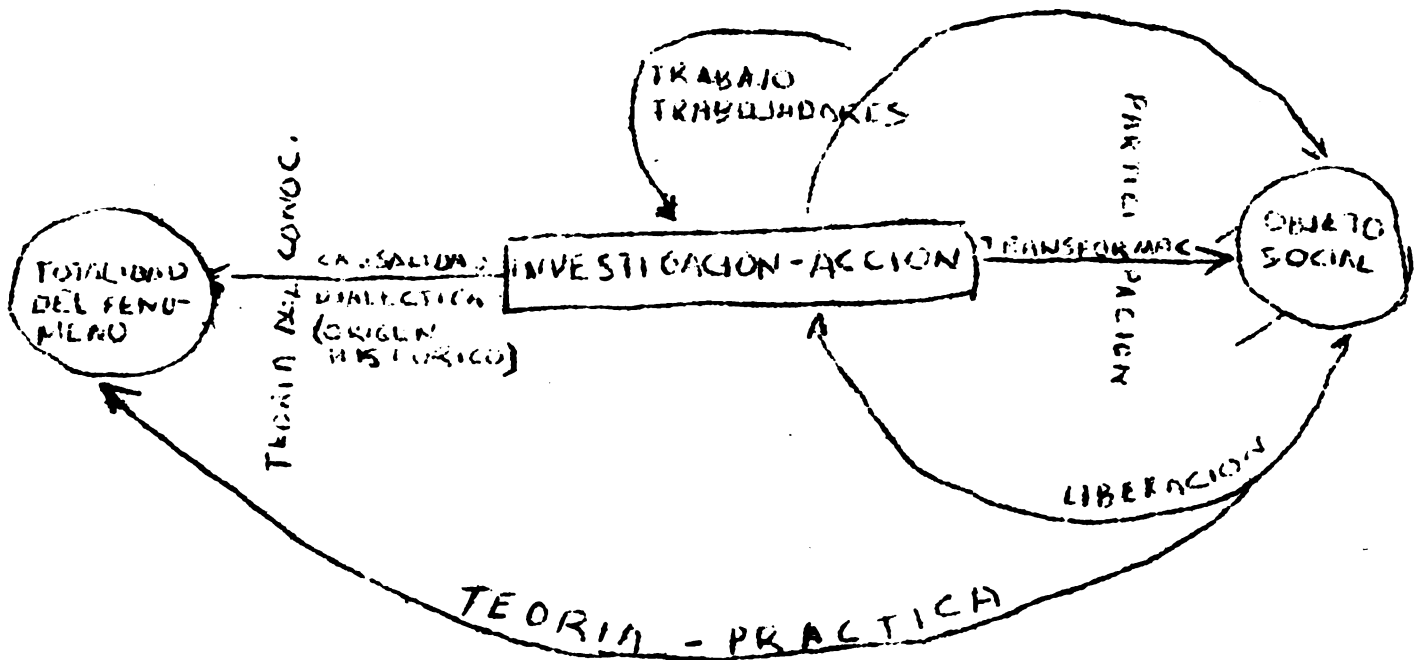 TRABAJO
TRABAJADORES
TEORIA DEL CONOC.
PARTICIPACION
TOTALIDAD
DEL FENO-
MENO
CAUSALIDAD
DIALECTICA
(ORIGEN
HISTORICO)
INVESTIGACION-ACCION
TRANSFORMAC
OBJETO
SOCIAL
LIBERACION
TEORIA - PRACTICA